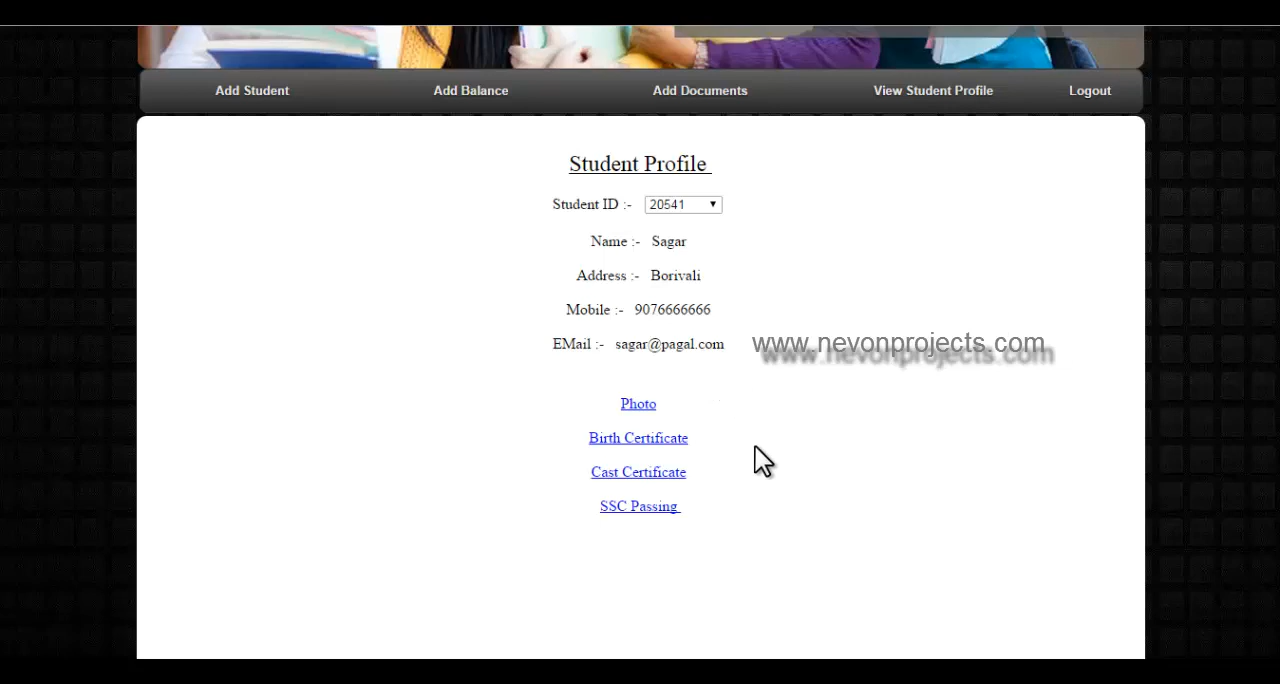 Add Student Add Balance Add Documents View Student Profile Logout
Student Profile
Student ID :- 20541
Name :- Sagar
Address :- Borivali
Mobile :- 9076666666
EMail :- sagar@pagal.com
www.nevonprojects.com
Photo
Birth Certificate
Cast Certificate
SSC Passing